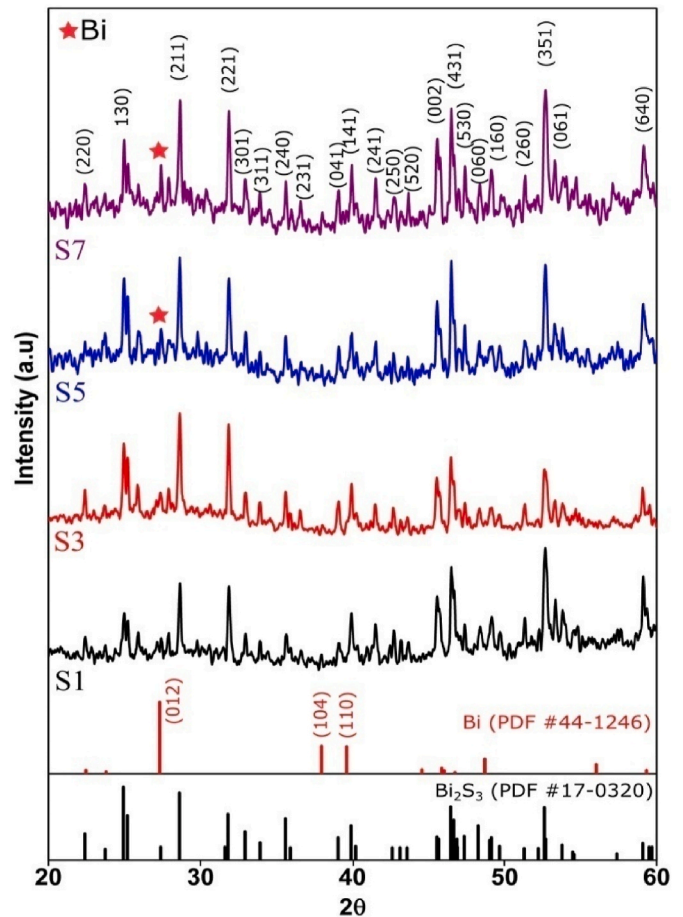 ★Bi
(220)
130)
(211)
(221)
(301)
(311)
(240)
(231)
(041)
(141)
(241)
(250)
(520)
(002)
(431)
(530)
(060)
(160)
(260)
(351)
(061)
(640)
S7
S5
S3
S1
(012)
(104)
(110)
Bi (PDF #44-1246)
Bi₂S₃ (PDF #17-0320)
Intensity (a.u)
20 30 40 50 60
2θ